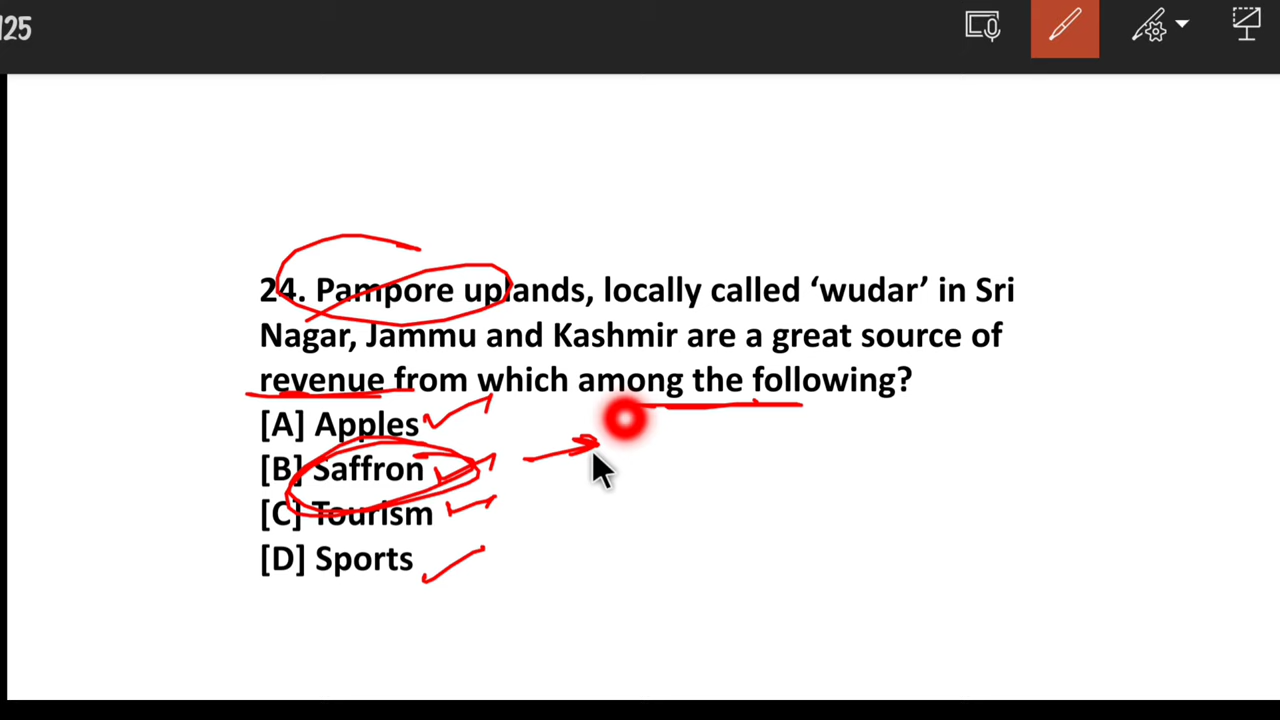 125
24. Pampore uplands, locally called ‘wudar’ in Sri
Nagar, Jammu and Kashmir are a great source of
revenue from which among the following?
[A] Apples
[B] Saffron
[C] Tourism
[D] Sports